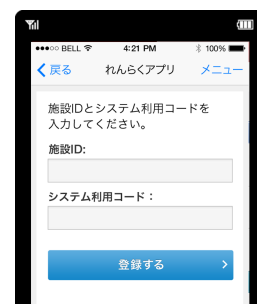 BELL 4:21 PM 100%
戻る れんらくアプリ メニュー
施設IDとシステム利用コードを
入力してください。
施設ID:
システム利用コード：
登録する